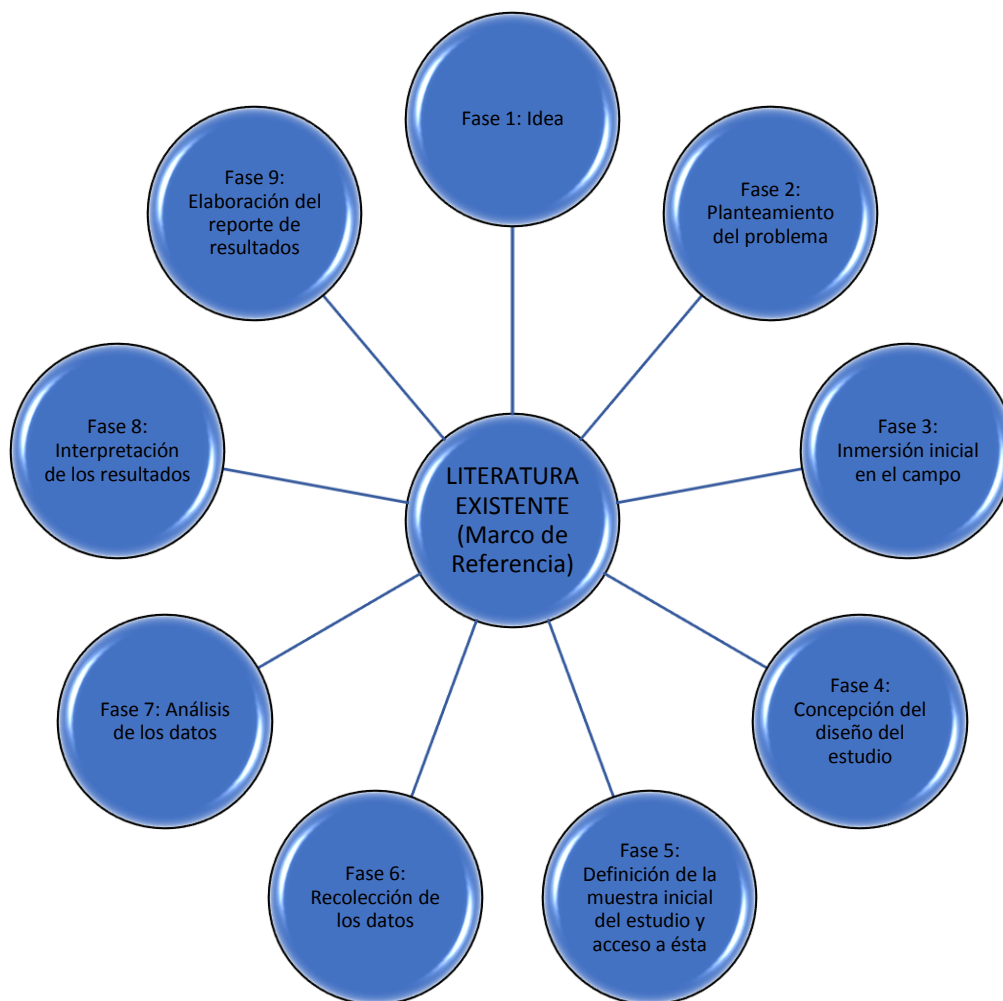 Fase 1: Idea
Fase 2:
Planteamiento
del problema
Fase 3:
Inmersión inicial
en el campo
Fase 4:
Concepción del
diseño del
estudio
Fase 5:
Definición de la
muestra inicial
del estudio y
acceso a ésta
Fase 6:
Recolección de
los datos
Fase 7: Análisis
de los datos
Fase 8:
Interpretación
de los resultados
Fase 9:
Elaboración del
reporte de
resultados
LITERATURA
EXISTENTE
(Marco de
Referencia)